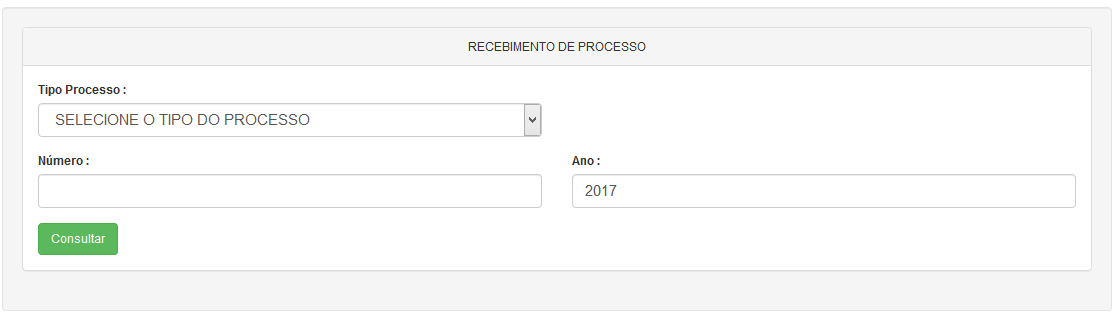 RECEBIMENTO DE PROCESSO
Tipo Processo :
SELECIONE O TIPO DO PROCESSO
Número :
Ano :
2017
Consultar